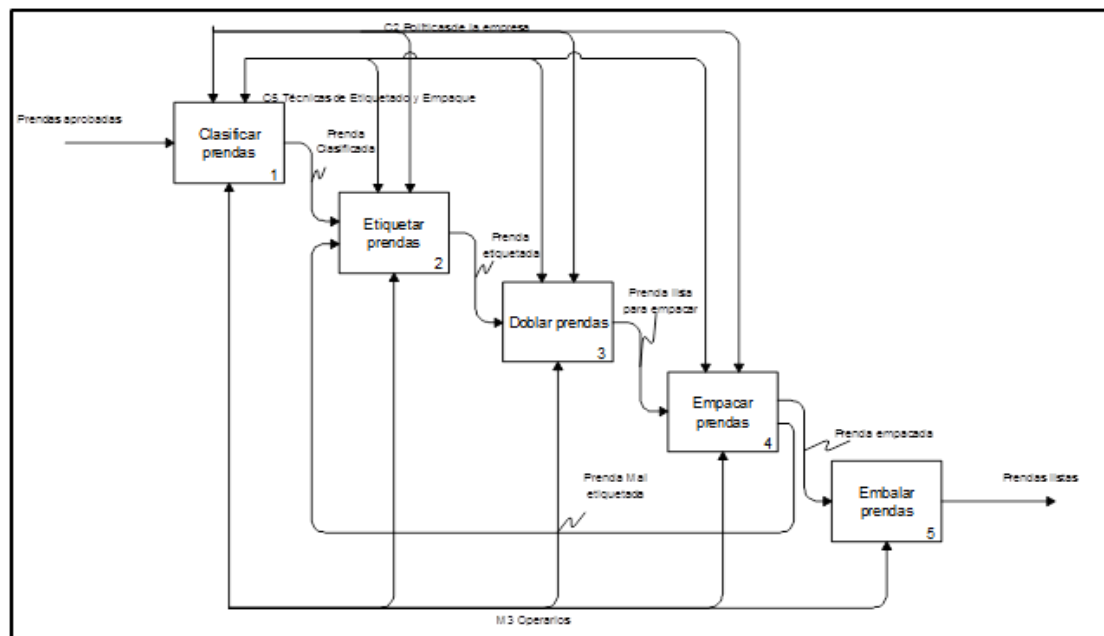 C2 Políticas de la empresa
C5 Técnicas de Etiquetado y Empaque
Prendas aprobadas
Clasificar
prendas
1
Prenda
Clasificada
Etiquetar
prendas
2
Prenda
etiquetada
Doblar prendas
3
Prenda lisa
para empacar
Empacar
prendas
4
Prenda empacada
Prenda Mal
etiquetada
Embalar
prendas
5
Prendas listas
M3 Operarios